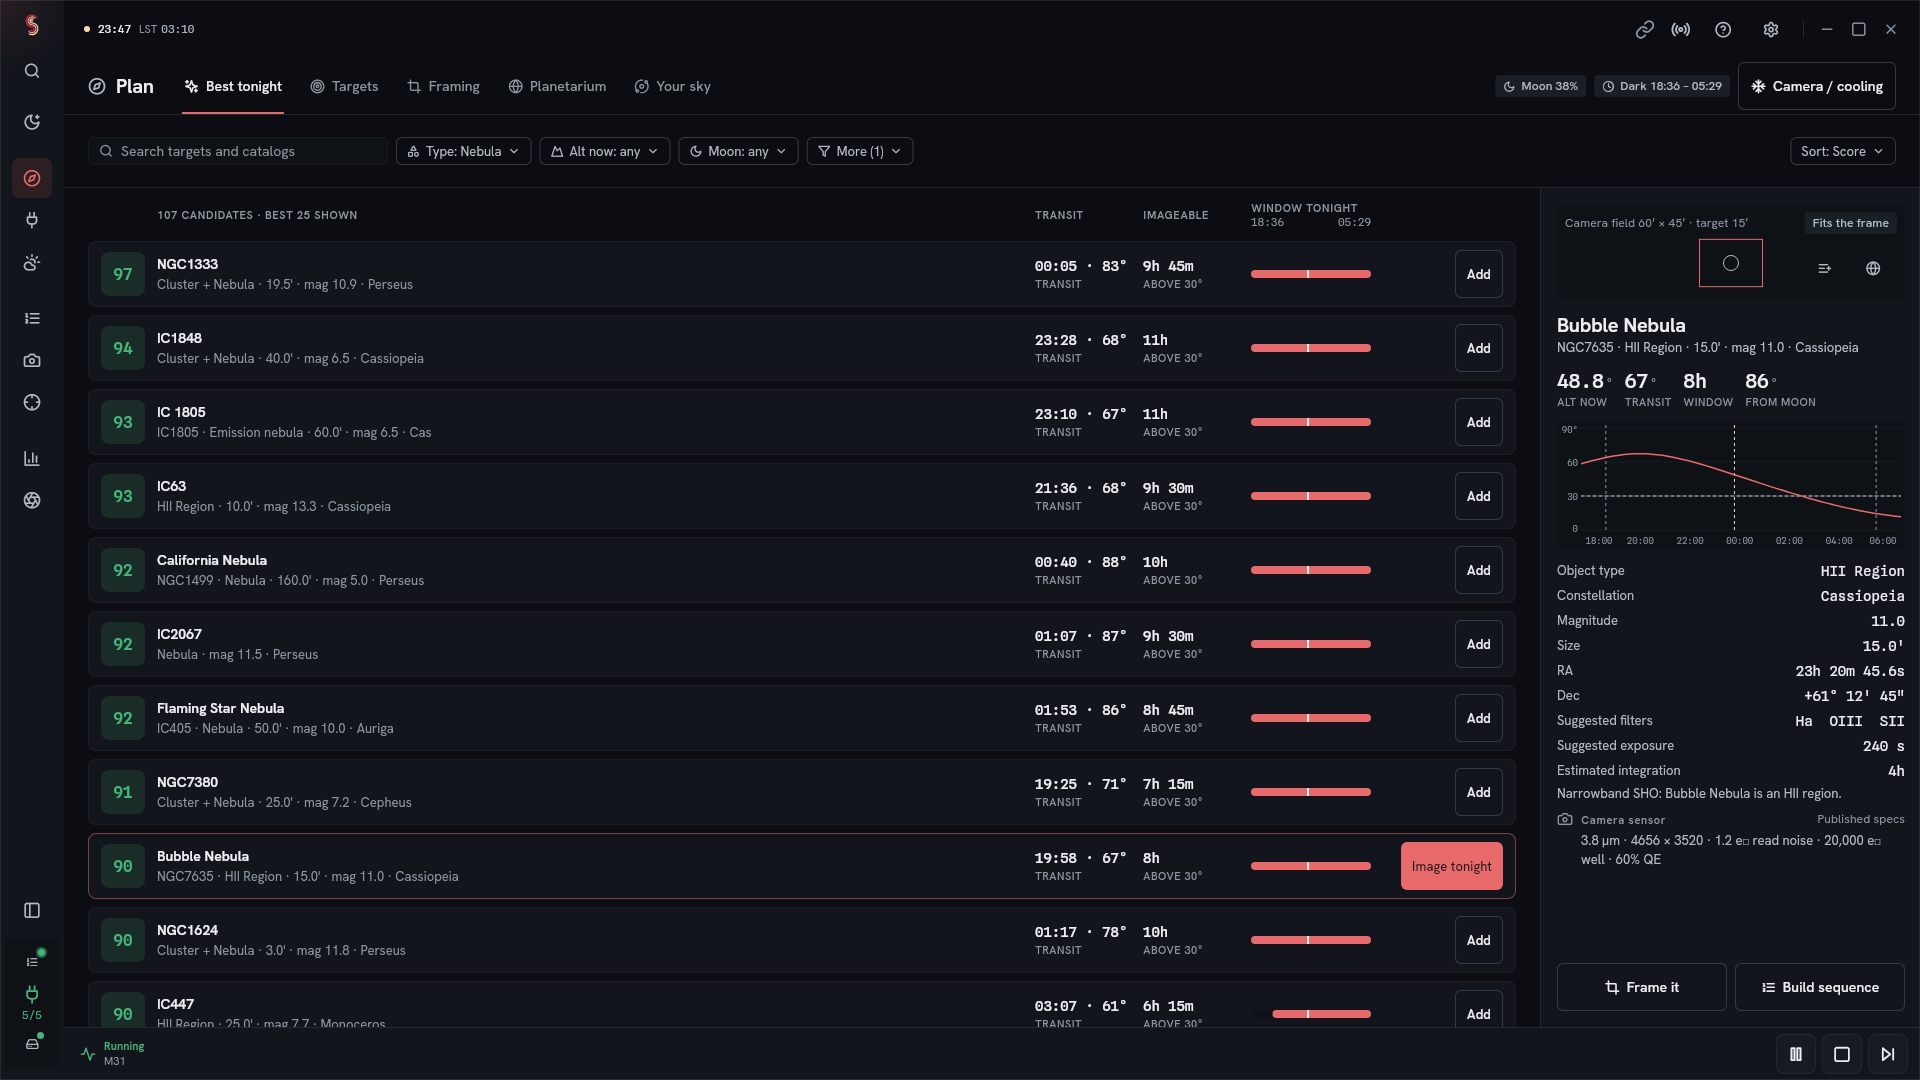 23:47 LST 03:10
Plan Best tonight Targets Framing Planetarium Your sky
Moon 38% Dark 18:36 – 05:29 Camera / cooling
Search targets and catalogs Type: Nebula Alt now: any Moon: any More (1) Sort: Score
107 CANDIDATES · BEST 25 SHOWN TRANSIT IMAGEABLE WINDOW TONIGHT
18:36 05:29
97 NGC1333 00:05 · 83° 9h 45m Add
Cluster + Nebula · 19.5' · mag 10.9 · Perseus TRANSIT ABOVE 30°
94 IC1848 23:28 · 68° 11h Add
Cluster + Nebula · 40.0' · mag 6.5 · Cassiopeia TRANSIT ABOVE 30°
93 IC 1805 23:10 · 67° 11h Add
IC1805 · Emission nebula · 60.0' · mag 6.5 · Cas TRANSIT ABOVE 30°
93 IC63 21:36 · 68° 9h 30m Add
HII Region · 10.0' · mag 13.3 · Cassiopeia TRANSIT ABOVE 30°
92 California Nebula 00:40 · 88° 10h Add
NGC1499 · Nebula · 160.0' · mag 5.0 · Perseus TRANSIT ABOVE 30°
92 IC2067 01:07 · 87° 9h 30m Add
Nebula · mag 11.5 · Perseus TRANSIT ABOVE 30°
92 Flaming Star Nebula 01:53 · 86° 8h 45m Add
IC405 · Nebula · 50.0' · mag 10.0 · Auriga TRANSIT ABOVE 30°
91 NGC7380 19:25 · 71° 7h 15m Add
Cluster + Nebula · 25.0' · mag 7.2 · Cepheus TRANSIT ABOVE 30°
90 Bubble Nebula 19:58 · 67° 8h Image tonight
NGC7635 · HII Region · 15.0' · mag 11.0 · Cassiopeia TRANSIT ABOVE 30°
90 NGC1624 01:17 · 78° 10h Add
Cluster + Nebula · 3.0' · mag 11.8 · Perseus TRANSIT ABOVE 30°
90 IC447 03:07 · 61° 6h 15m Add
HII Region · 25.0' · mag 7.7 · Monoceros TRANSIT ABOVE 30°
Camera field 60′ × 45′ · target 15′ Fits the frame
Bubble Nebula
NGC7635 · HII Region · 15.0' · mag 11.0 · Cassiopeia
48.8° 67° 8h 86°
ALT NOW TRANSIT WINDOW FROM MOON
90°
60
30
0
18:00 20:00 22:00 00:00 02:00 04:00 06:00
Object type HII Region
Constellation Cassiopeia
Magnitude 11.0
Size 15.0'
RA 23h 20m 45.6s
Dec +61° 12' 45"
Suggested filters Ha OIII SII
Suggested exposure 240 s
Estimated integration 4h
Narrowband SHO: Bubble Nebula is an HII region.
Camera sensor Published specs
3.8 µm · 4656 × 3520 · 1.2 e□ read noise · 20,000 e□
well · 60% QE
Frame it Build sequence
5/5
Running
M31